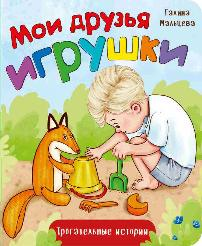 Мои друзья
игрушки
Галина
Мальцева
Трогательные истории